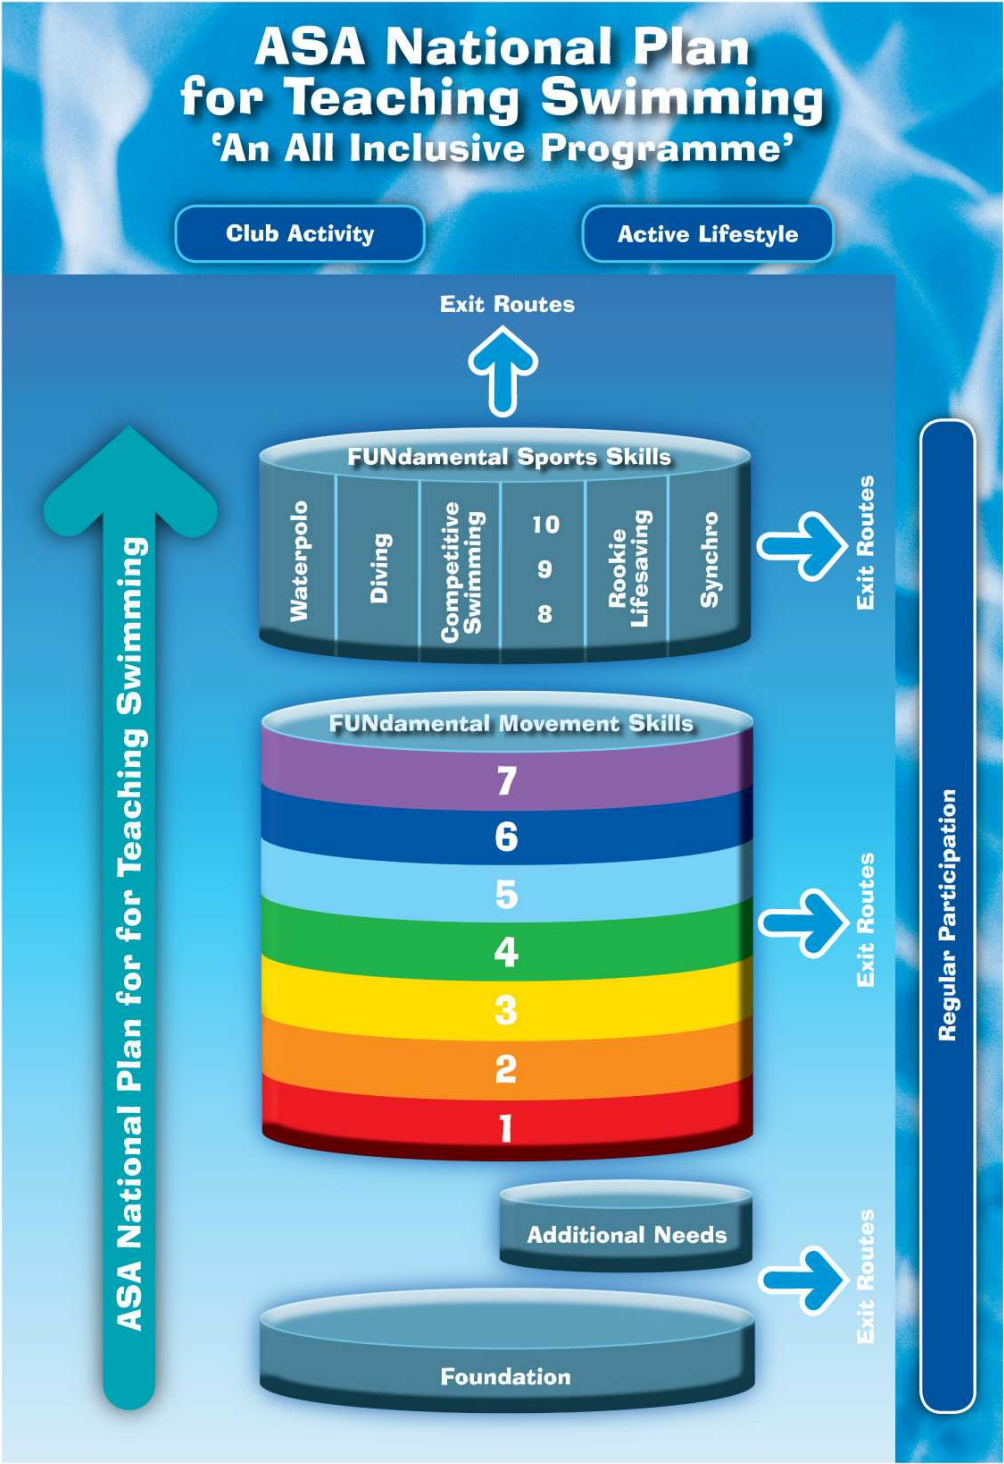 ASA National Plan
for Teaching Swimming
‘An All Inclusive Programme’
Club Activity
Active Lifestyle
Exit Routes
FUNdamental Sports Skills
Waterpolo
Diving
Competitive
Swimming
10
9
8
Rookie
Lifesaving
Synchro
Exit Routes
FUNdamental Movement Skills
7
6
5
4
3
2
1
Exit Routes
Additional Needs
Exit Routes
Foundation
ASA National Plan for for Teaching Swimming
Regular Participation